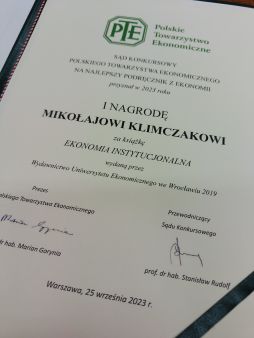 PTE
Polskie
Towarzystwo
Ekonomiczne
SĄD KONKURSOWY
POLSKIEGO TOWARZYSTWA EKONOMICZNEGO
NA NAJLEPSZY PODRĘCZNIK Z EKONOMII
przyznał w 2023 roku
I NAGRODĘ
MIKOŁAJOWI KLIMCZAKOWI
za książkę
EKONOMIA INSTYTUCJONALNA
wydaną przez
Wydawnictwo Uniwersytetu Ekonomicznego we Wrocławiu 2019
Prezes
olskiego Towarzystwa Ekonomicznego
Przewodniczący
Sądu Konkursowego
dr hab. Marian Gorynia
prof. dr hab. Stanisław Rudolf
Warszawa, 25 września 2023 r.